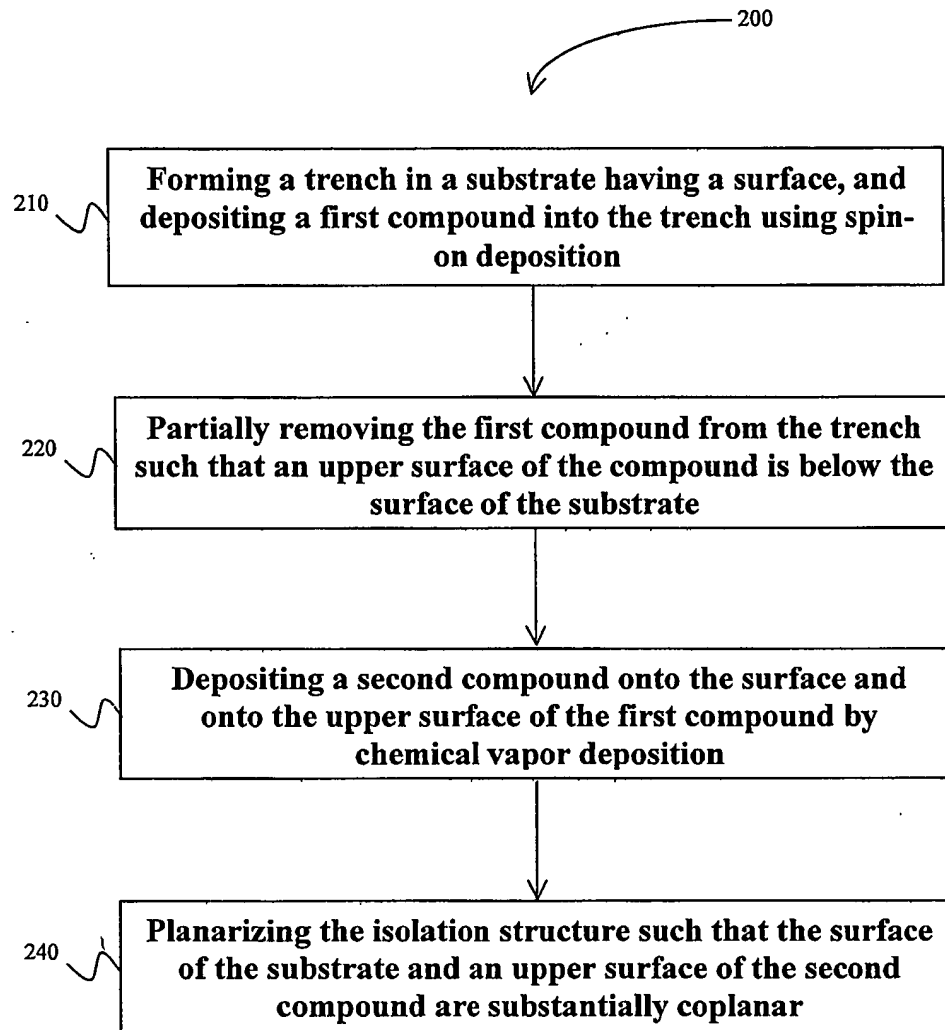 200
210
Forming a trench in a substrate having a surface, and
depositing a first compound into the trench using spin-
on deposition
220
Partially removing the first compound from the trench
such that an upper surface of the compound is below the
surface of the substrate
230
Depositing a second compound onto the surface and
onto the upper surface of the first compound by
chemical vapor deposition
240
Planarizing the isolation structure such that the surface
of the substrate and an upper surface of the second
compound are substantially coplanar